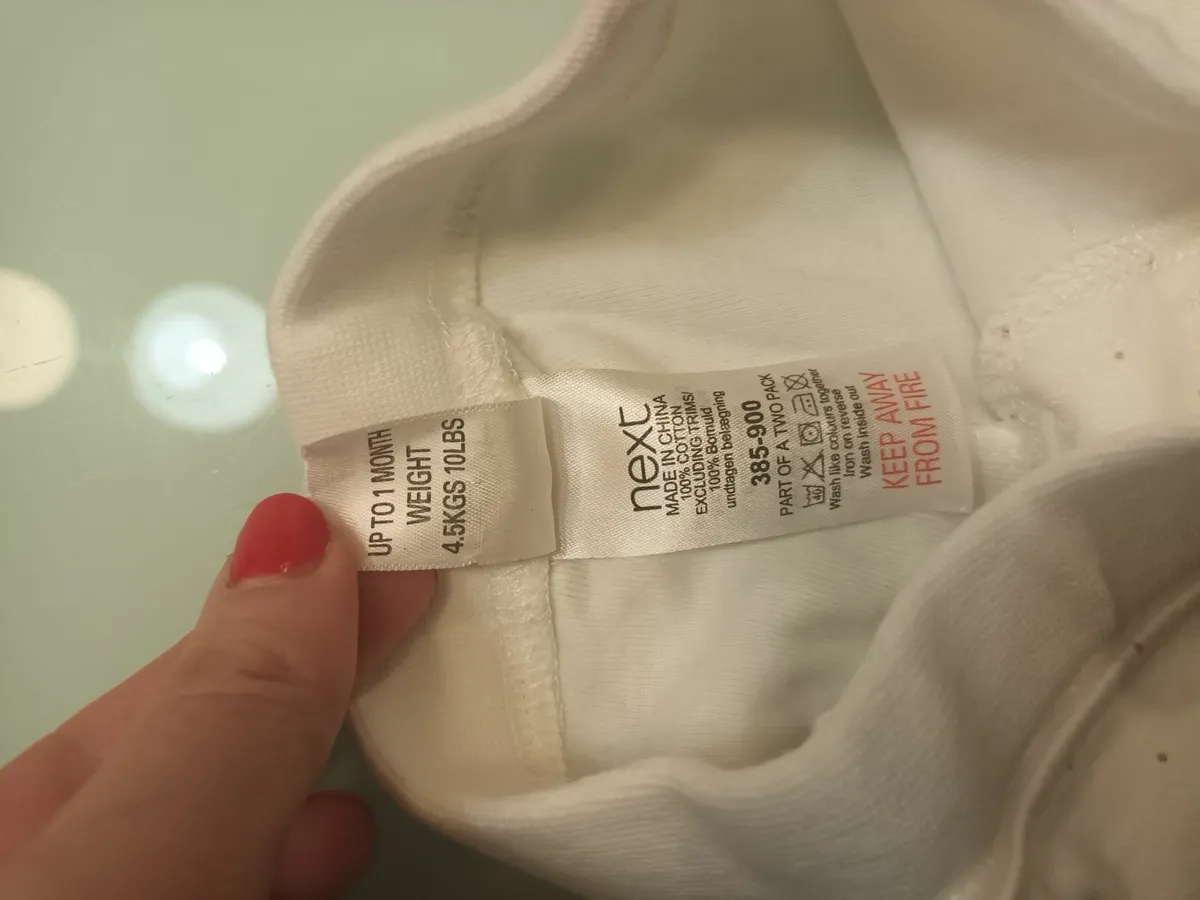 UP TO 1 MONTH
WEIGHT
4.5KGS 10LBS
next
MADE IN CHINA
100% COTTON
EXCLUDING TRIMS/
100% Bomuld
undtagen belægning
385-900
PART OF A TWO PACK
40
Wash like colours together
Iron on reverse
Wash inside out
KEEP AWAY
FROM FIRE